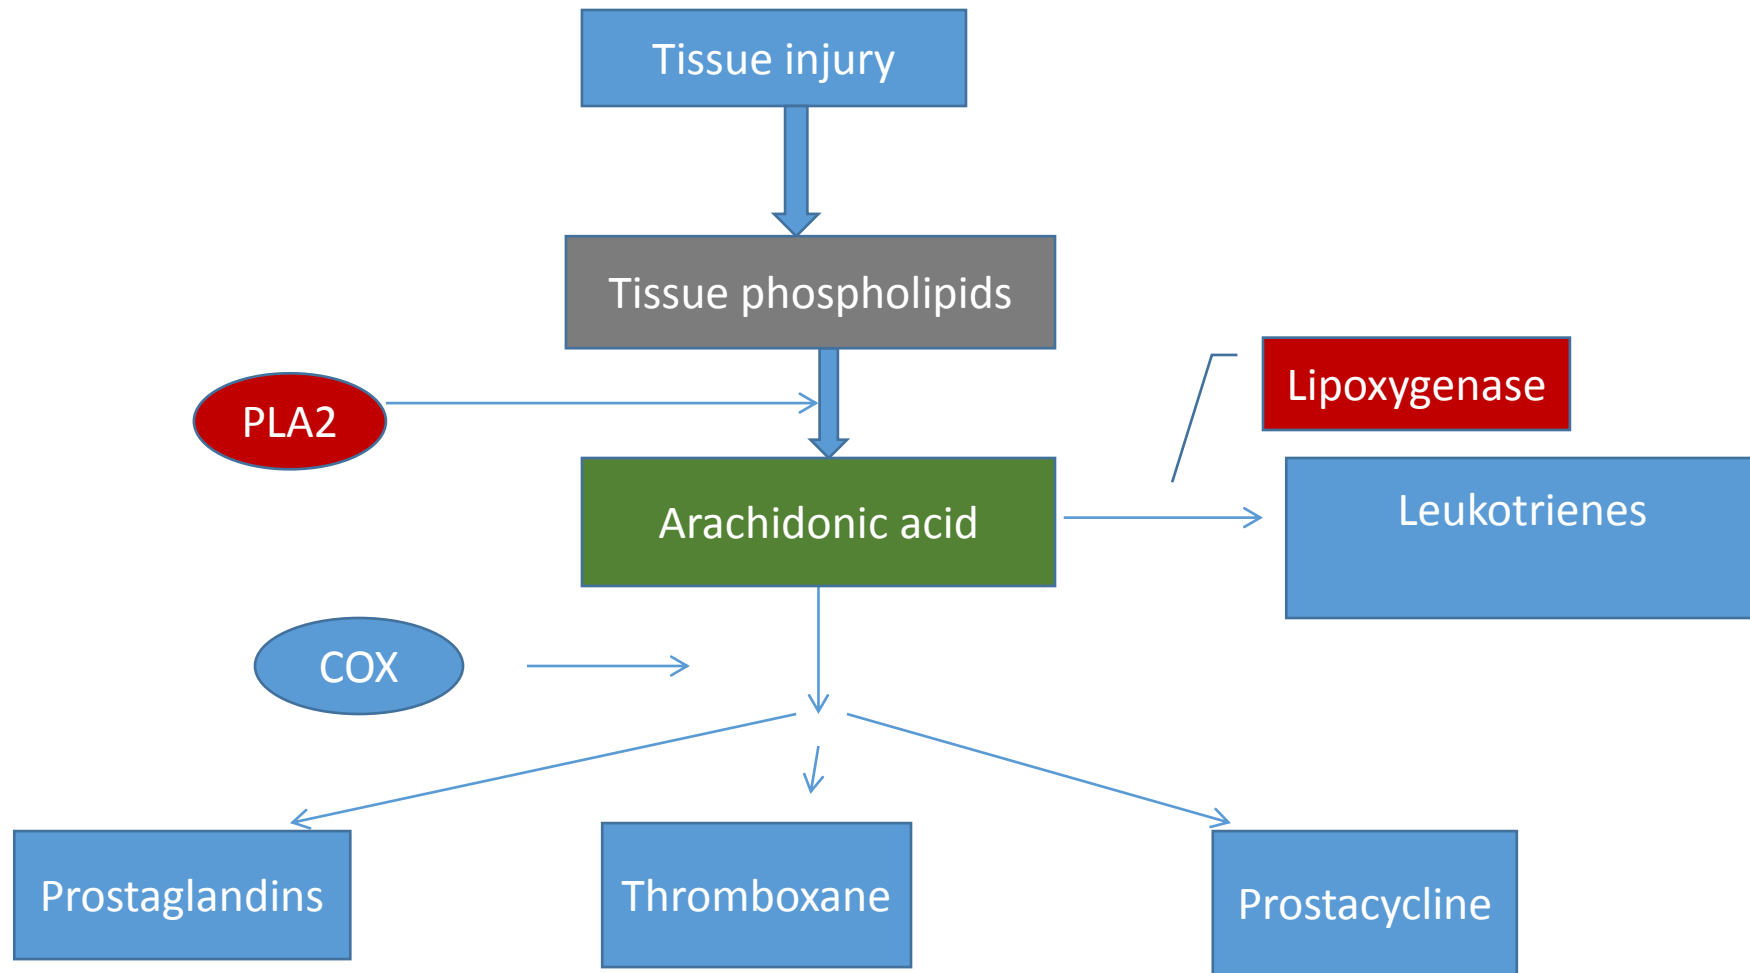 Tissue injury
Tissue phospholipids
Lipoxygenase
PLA2
Arachidonic acid
Leukotrienes
COX
Prostaglandins
Thromboxane
Prostacycline